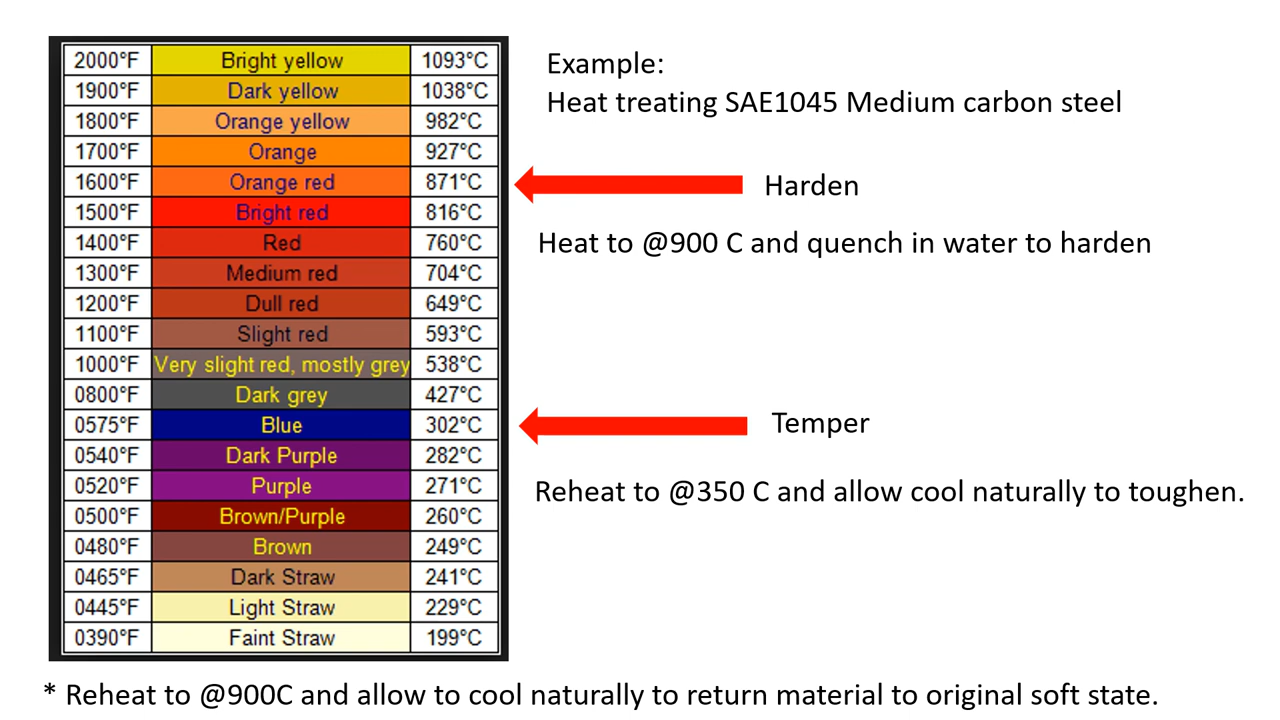 2000°F Bright yellow 1093°C
1900°F Dark yellow 1038°C
1800°F Orange yellow 982°C
1700°F Orange 927°C
1600°F Orange red 871°C
1500°F Bright red 816°C
1400°F Red 760°C
1300°F Medium red 704°C
1200°F Dull red 649°C
1100°F Slight red 593°C
1000°F Very slight red, mostly grey 538°C
0800°F Dark grey 427°C
0575°F Blue 302°C
0540°F Dark Purple 282°C
0520°F Purple 271°C
0500°F Brown/Purple 260°C
0480°F Brown 249°C
0465°F Dark Straw 241°C
0445°F Light Straw 229°C
0390°F Faint Straw 199°C
Example:
Heat treating SAE1045 Medium carbon steel
Harden
Heat to @900 C and quench in water to harden
Temper
Reheat to @350 C and allow cool naturally to toughen.
* Reheat to @900C and allow to cool naturally to return material to original soft state.